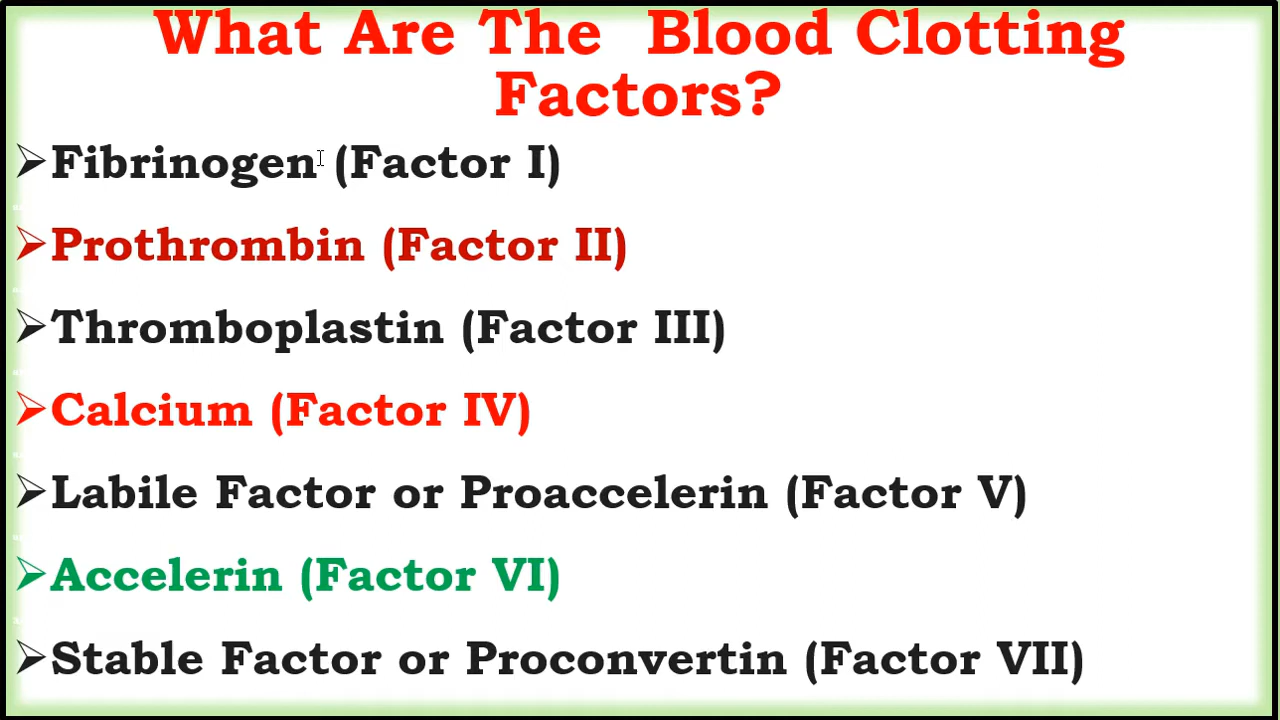 What Are The Blood Clotting
Factors?
Fibrinogen (Factor I)
Prothrombin (Factor II)
Thromboplastin (Factor III)
Calcium (Factor IV)
Labile Factor or Proaccelerin (Factor V)
Accelerin (Factor VI)
Stable Factor or Proconvertin (Factor VII)